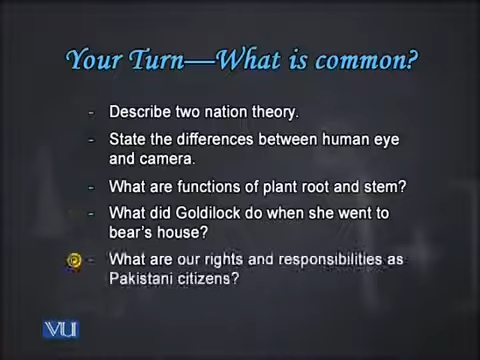 Your Turn—What is common?
- Describe two nation theory.
- State the differences between human eye
and camera.
- What are functions of plant root and stem?
- What did Goldilock do when she went to
bear's house?
- What are our rights and responsibilities as
Pakistani citizens?
VU